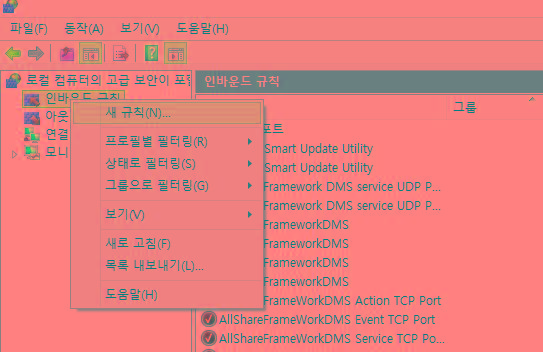 파일(F) 동작(A) 보기(V) 도움말(H)
로컬 컴퓨터의 고급 보안이 포
인바운드 규칙
인바운드 규칙
아웃
연결
모니
새 규칙(N)...
프로필별 필터링(R)
상태로 필터링(S)
그룹으로 필터링(G)
보기(V)
새로 고침(F)
목록 내보내기(L)...
도움말(H)
그룹
포트
Smart Update Utility
Smart Update Utility
Framework DMS service UDP P...
Framework DMS service UDP P...
FrameworkDMS
FrameworkDMS
FrameworkDMS
FrameworkDMS
FrameWorkDMS Action TCP Port
AllShareFrameWorkDMS Event TCP Port
AllShareFrameWorkDMS Service TCP Po...